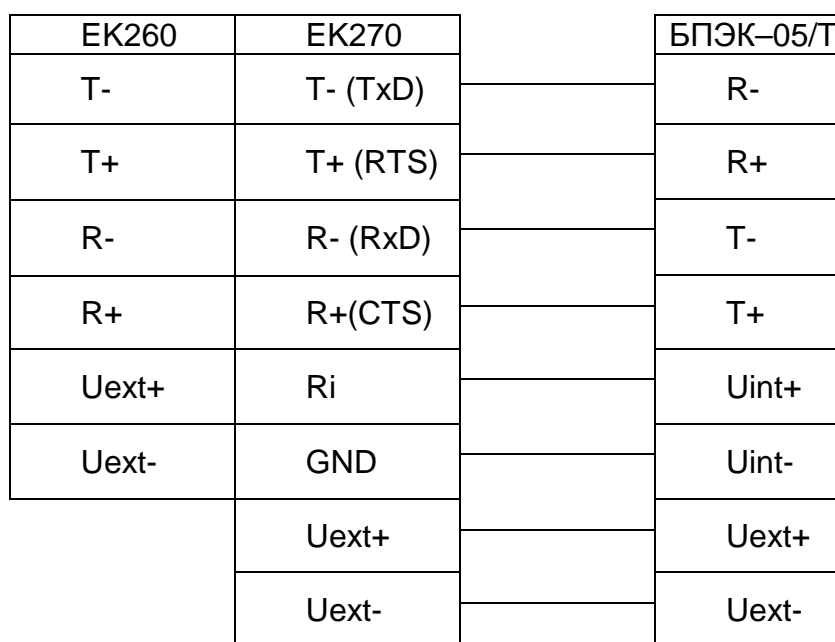 EK260 EK270 БПЭК–05/Т
T- T- (TxD) R-
T+ T+ (RTS) R+
R- R- (RxD) T-
R+ R+(CTS) T+
Uext+ Ri Uint+
Uext- GND Uint-
Uext+ Uext+
Uext- Uext-